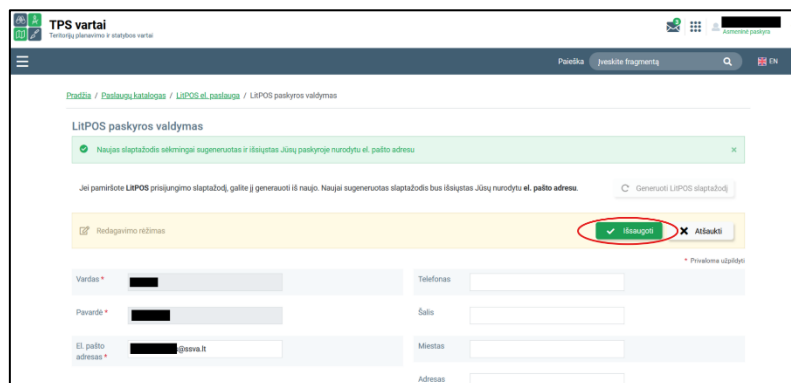 TPS vartai
Teritorijų planavimo ir statybos vartai
2
Asmeninė paskyra
Paieška
Įveskite fragmentą
EN
Pradžia / Paslaugų katalogas / LitPOS el. paslauga / LitPOS paskyros valdymas
LitPOS paskyros valdymas
Naujas slaptažodis sėkmingai sugeneruotas ir išsiųstas Jūsų paskyroje nurodytu el. pašto adresu
×
Jei pamiršote LitPOS prisijungimo slaptažodį, galite jį generauoti iš naujo. Naujai sugeneruotas slaptažodis bus išsiųstas Jūsų nurodytu el. pašto adresu.
Generuoti LitPOS slaptažodį
Redagavimo rėžimas
Išsaugoti
Atšaukti
* Privaloma užpildyti
Vardas *
Telefonas
Pavardė *
Šalis
El. pašto adresas *
@ssva.lt
Miestas
Adresas